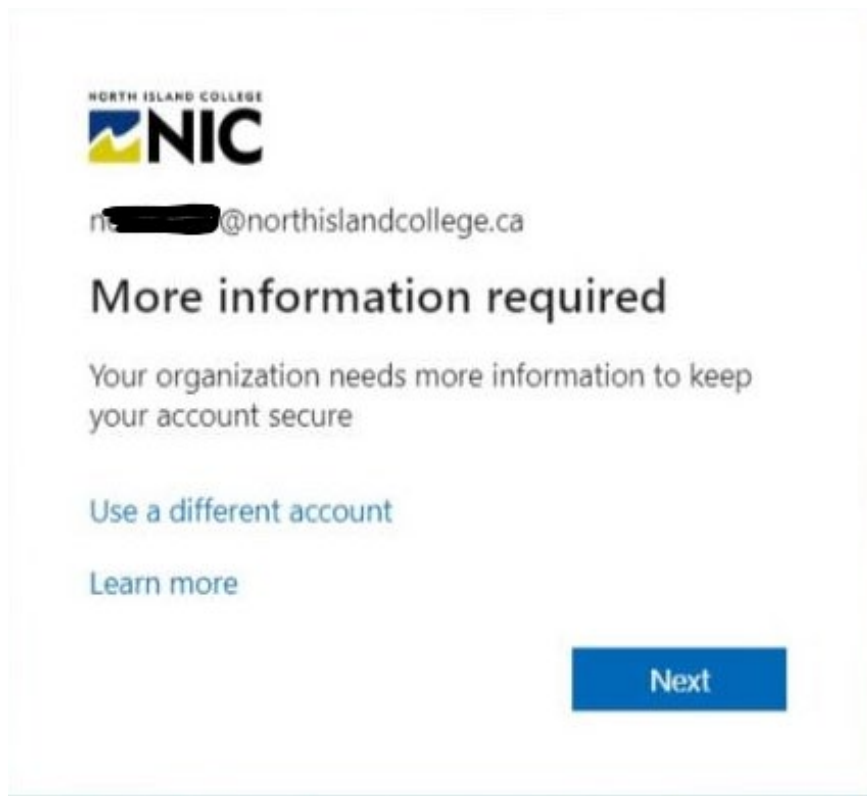 NORTH ISLAND COLLEGE
NIC
@northislandcollege.ca
More information required
Your organization needs more information to keep
your account secure
Use a different account
Learn more
Next